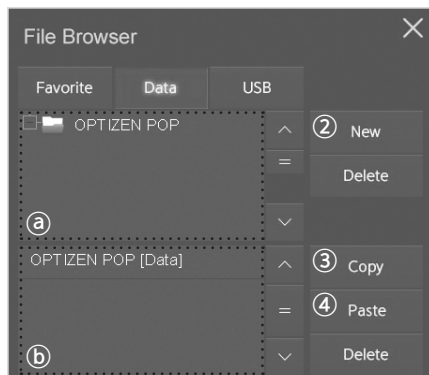 File Browser
Favorite Data USB
OPTIZEN POP
② New
Delete
ⓐ
OPTIZEN POP [Data]
③ Copy
④ Paste
ⓑ
Delete